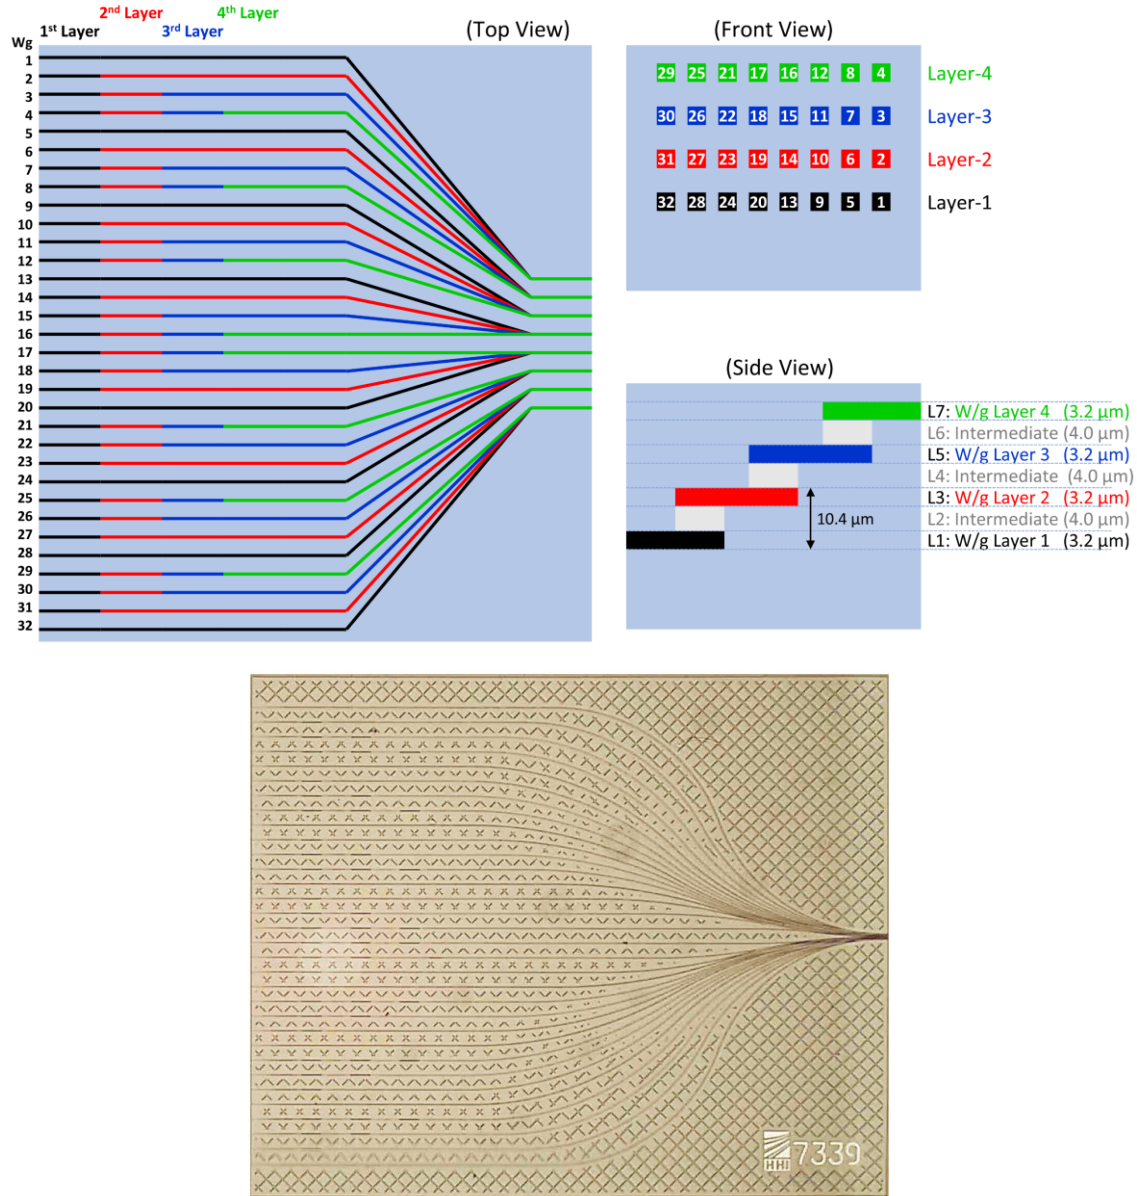 2nd Layer
4th Layer
1st Layer
3rd Layer
(Top View)
Wg
1
2
3
4
5
6
7
8
9
10
11
12
13
14
15
16
17
18
19
20
21
22
23
24
25
26
27
28
29
30
31
32
(Front View)
29 25 21 17 16 12 8 4 Layer-4
30 26 22 18 15 11 7 3 Layer-3
31 27 23 19 14 10 6 2 Layer-2
32 28 24 20 13 9 5 1 Layer-1
(Side View)
L7: W/g Layer 4 (3.2 µm)
L6: Intermediate (4.0 µm)
L5: W/g Layer 3 (3.2 µm)
L4: Intermediate (4.0 µm)
L3: W/g Layer 2 (3.2 µm)
10.4 µm
L2: Intermediate (4.0 µm)
L1: W/g Layer 1 (3.2 µm)
HHI 7339